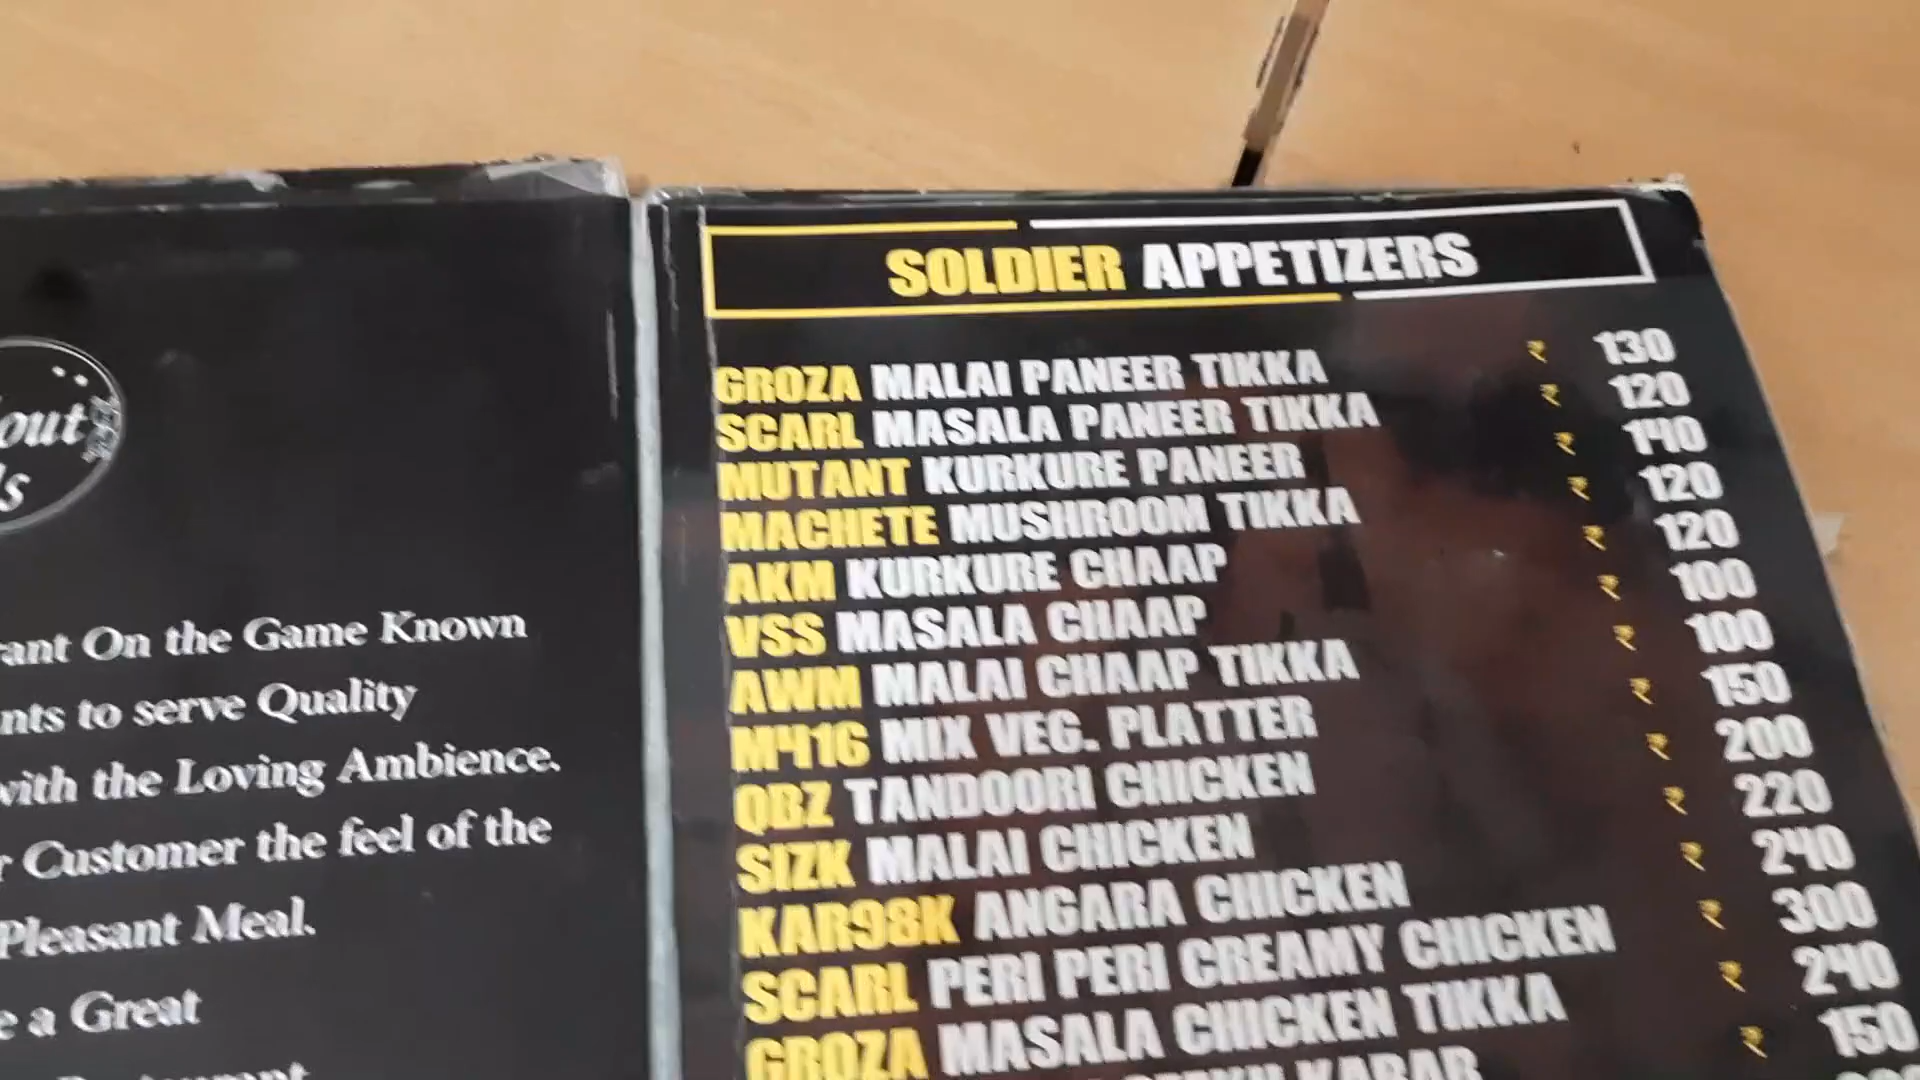 out
ls
ant On the Game Known
nts to serve Quality
with the Loving Ambience.
r Customer the feel of the
Pleasant Meal.
e a Great
SOLDIER APPETIZERS
GROZA MALAI PANEER TIKKA ₹ 130
SCARL MASALA PANEER TIKKA ₹ 120
MUTANT KURKURE PANEER ₹ 140
MACHETE MUSHROOM TIKKA ₹ 120
AKM KURKURE CHAAP ₹ 120
VSS MASALA CHAAP ₹ 100
AWM MALAI CHAAP TIKKA ₹ 100
M416 MIX VEG. PLATTER ₹ 150
QBZ TANDOORI CHICKEN ₹ 200
SIZK MALAI CHICKEN ₹ 220
KAR98K ANGARA CHICKEN ₹ 240
SCARL PERI PERI CREAMY CHICKEN ₹ 300
GROZA MASALA CHICKEN TIKKA ₹ 240
KABAB ₹ 150